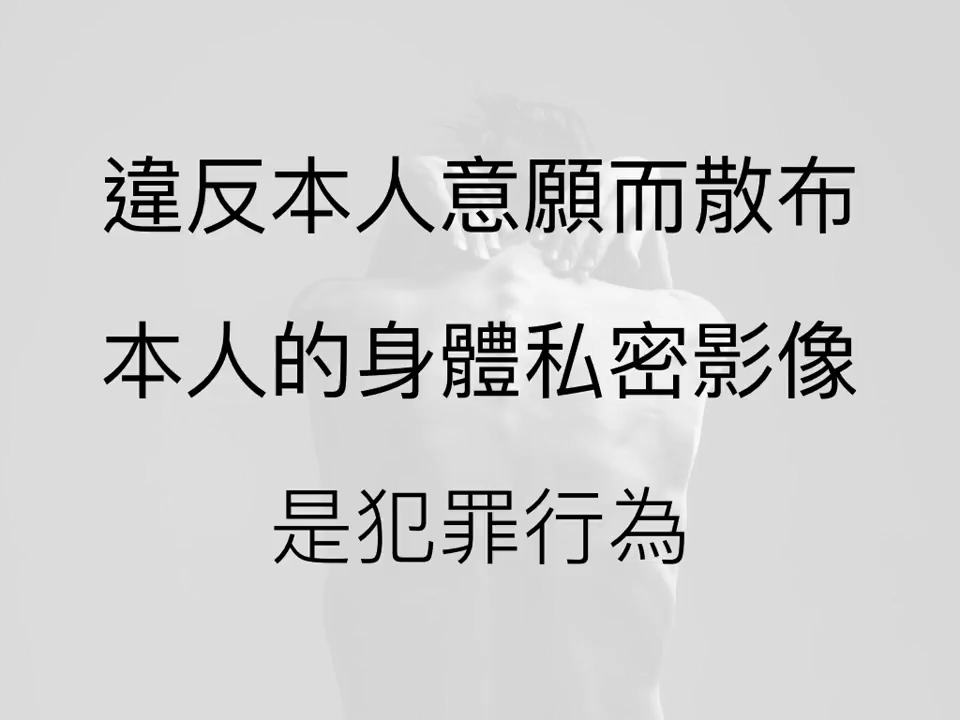 違反本人意願而散布
本人的身體私密影像
是犯罪行為